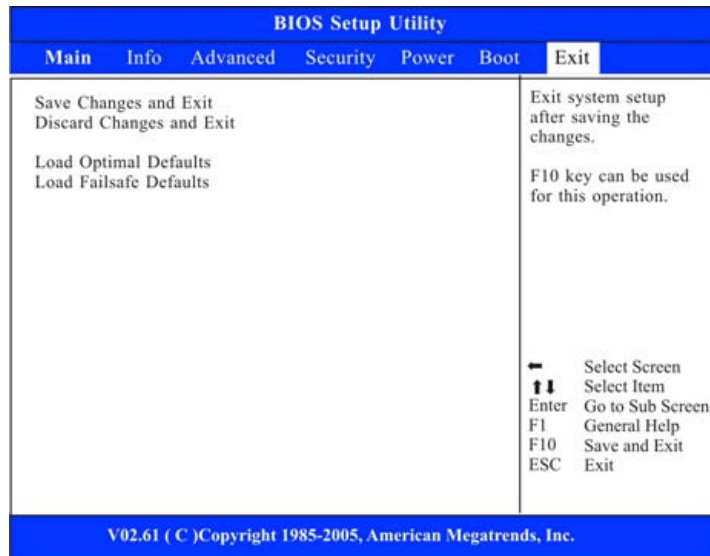 BIOS Setup Utility
Main Info Advanced Security Power Boot Exit
Save Changes and Exit
Discard Changes and Exit
Load Optimal Defaults
Load Failsafe Defaults
Exit system setup
after saving the
changes.
F10 key can be used
for this operation.
Select Screen
Select Item
Enter Go to Sub Screen
F1 General Help
F10 Save and Exit
ESC Exit
V02.61 ( C )Copyright 1985-2005, American Megatrends, Inc.